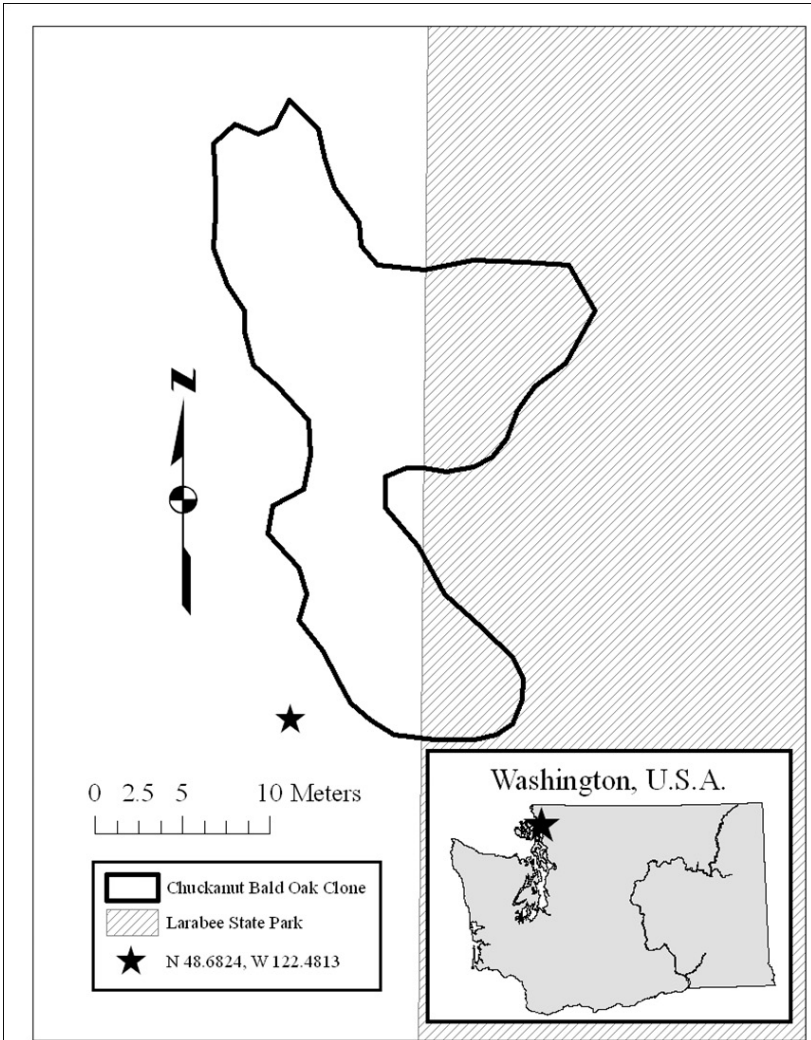 N
0 2.5 5 10 Meters
Chuckanut Bald Oak Clone
Larabee State Park
N 48.6824, W 122.4813
Washington, U.S.A.